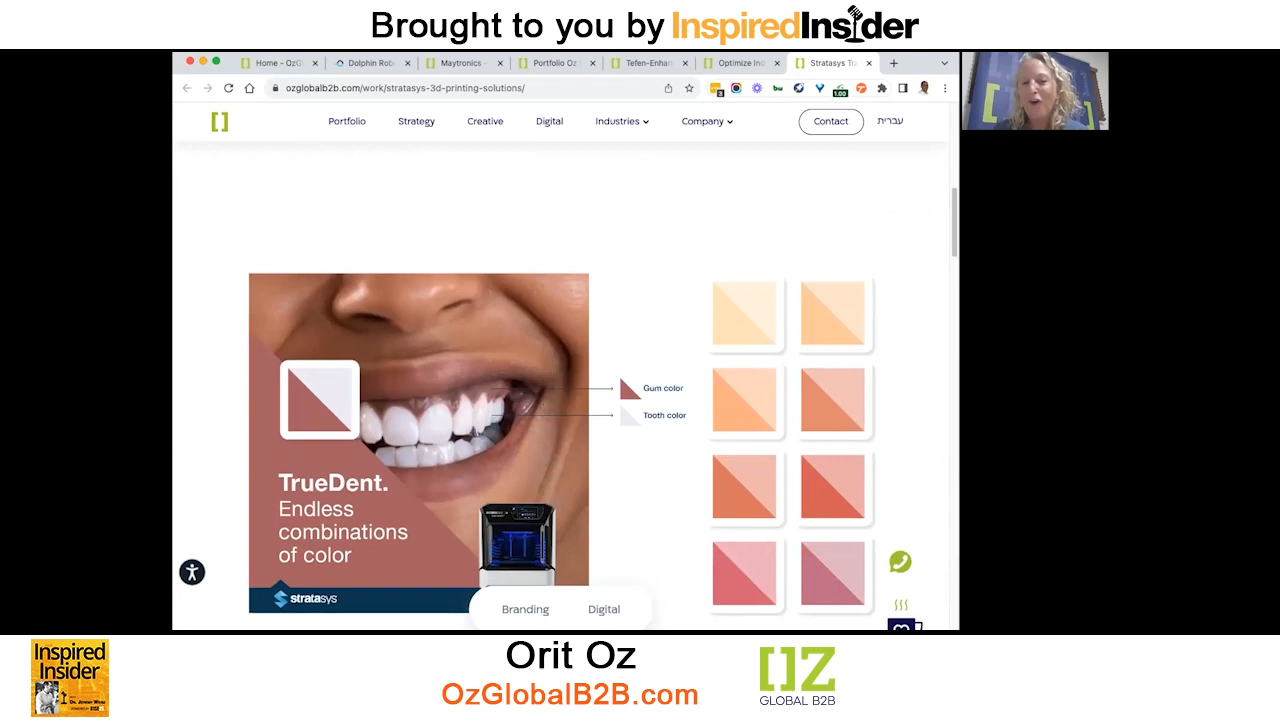 Brought to you by InspiredInsider
Home - OzG
Dolphin Rob
Maytronics -
Portfolio Oz
Tefen-Enhan
Optimize Ind
Stratasys Tr
ozglobalb2b.com/work/stratasys-3d-printing-solutions/
Portfolio
Strategy
Creative
Digital
Industries
Company
Contact
עברית
Gum color
Tooth color
TrueDent.
Endless
combinations
of color
stratasys
Branding
Digital
Inspired
Insider
Orit Oz
OzGlobalB2B.com
OZ
GLOBAL B2B